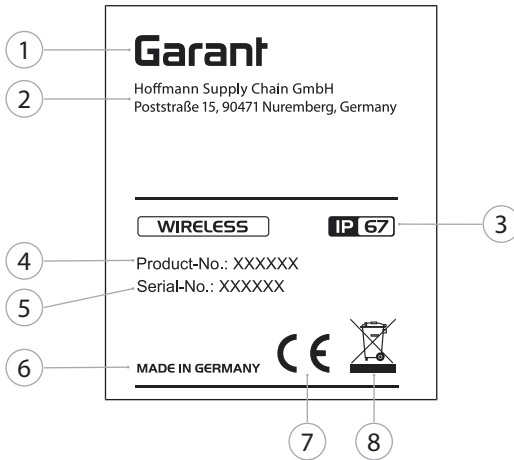 1
Garant
2
Hoffmann Supply Chain GmbH
Poststraße 15, 90471 Nuremberg, Germany
WIRELESS
IP 67
3
4
Product-No.: XXXXXX
5
Serial-No.: XXXXXX
6
MADE IN GERMANY
CE
7
8